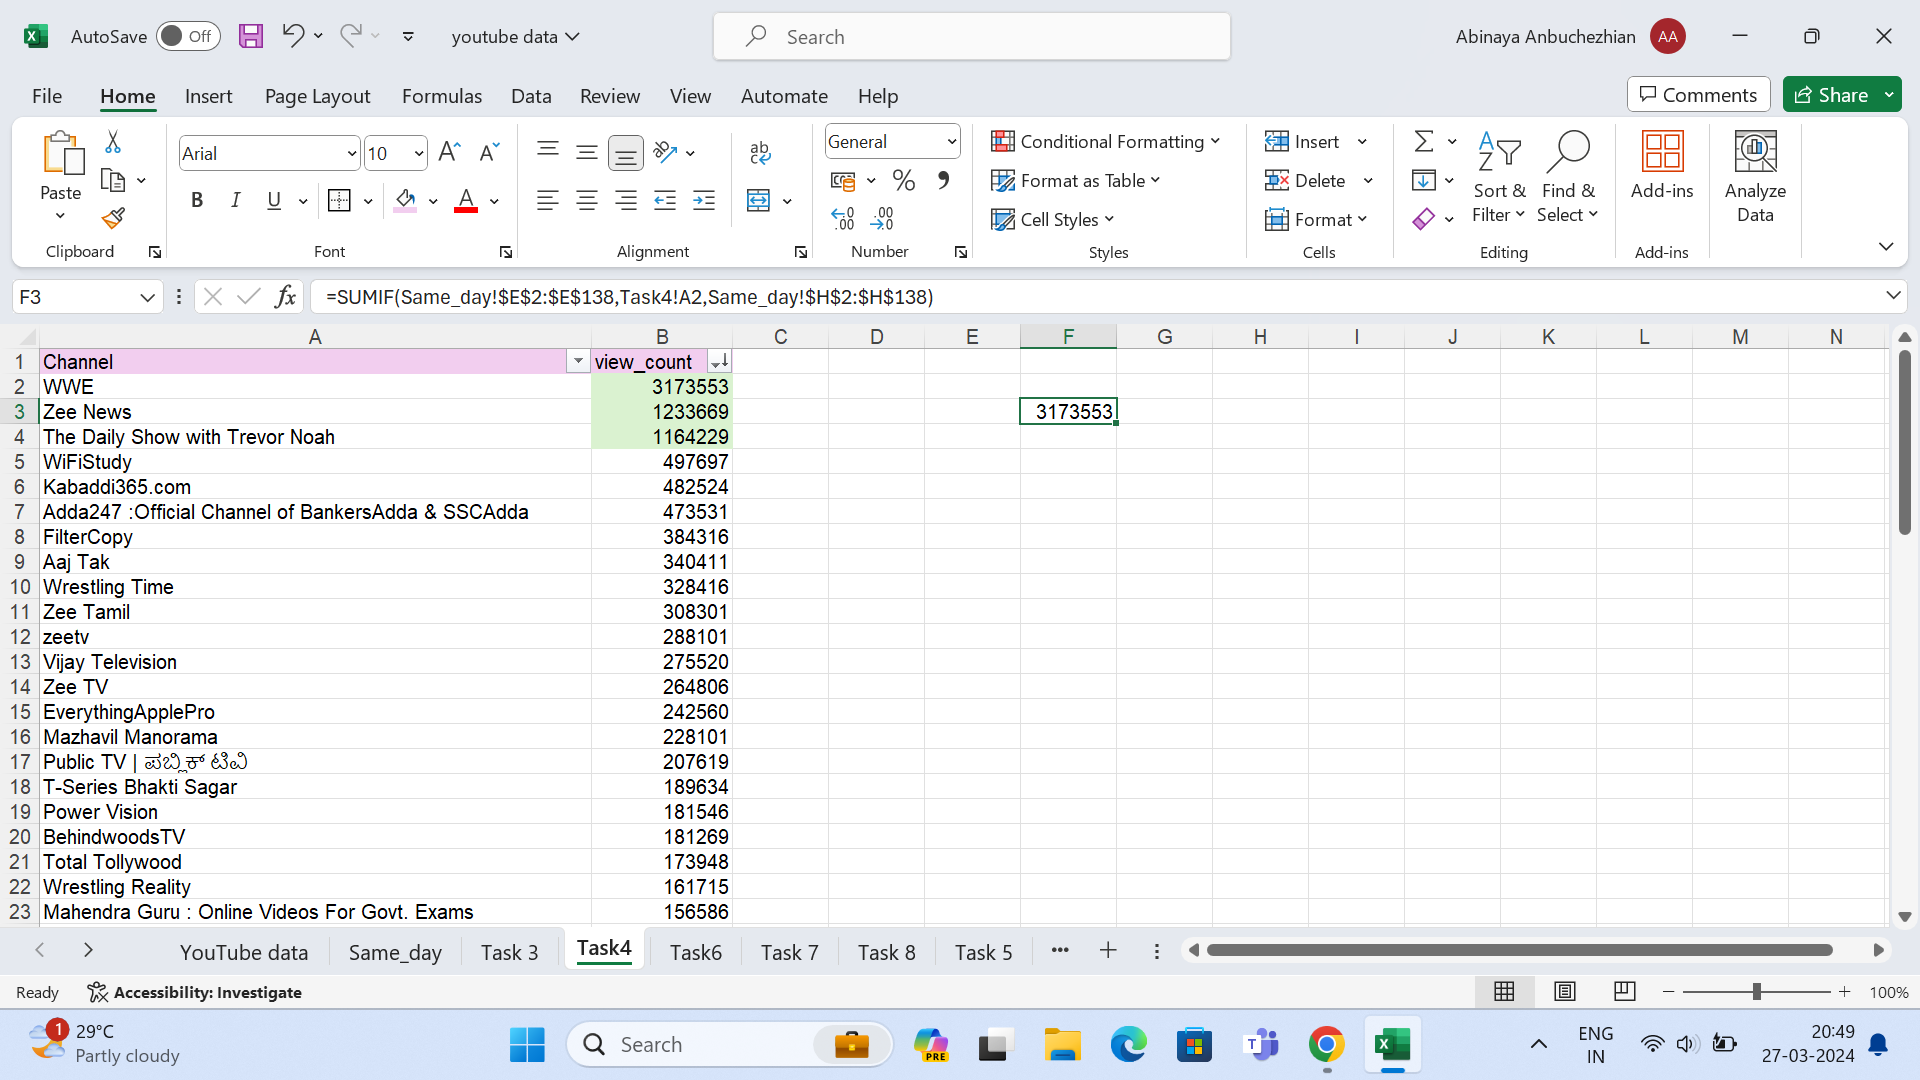 AutoSave Off youtube data Search Abinaya Anbuchezhian AA
File Home Insert Page Layout Formulas Data Review View Automate Help Comments Share
Paste
Clipboard
Arial 10
B I U
Font
ab
Alignment
General
Number
Conditional Formatting
Format as Table
Cell Styles
Styles
Insert
Delete
Format
Cells
Sort & Filter
Find & Select
Editing
Add-ins
Add-ins
Analyze Data
F3 fx =SUMIF(Same_day!$E$2:$E$138,Task4!A2,Same_day!$H$2:$H$138)
A B C D E F G H I J K L M N
1 Channel view_count
2 WWE 3173553
3 Zee News 1233669 3173553
4 The Daily Show with Trevor Noah 1164229
5 WiFiStudy 497697
6 Kabaddi365.com 482524
7 Adda247 :Official Channel of BankersAdda & SSCAdda 473531
8 FilterCopy 384316
9 Aaj Tak 340411
10 Wrestling Time 328416
11 Zee Tamil 308301
12 zeetv 288101
13 Vijay Television 275520
14 Zee TV 264806
15 EverythingApplePro 242560
16 Mazhavil Manorama 228101
17 Public TV | ಪಬ್ಲಿಕ್ ಟಿವಿ 207619
18 T-Series Bhakti Sagar 189634
19 Power Vision 181546
20 BehindwoodsTV 181269
21 Total Tollywood 173948
22 Wrestling Reality 161715
23 Mahendra Guru : Online Videos For Govt. Exams 156586
YouTube data Same_day Task 3 Task4 Task6 Task 7 Task 8 Task 5
Ready Accessibility: Investigate 100%
1 29°C
Partly cloudy
Search
PRE
ENG
IN
20:49
27-03-2024